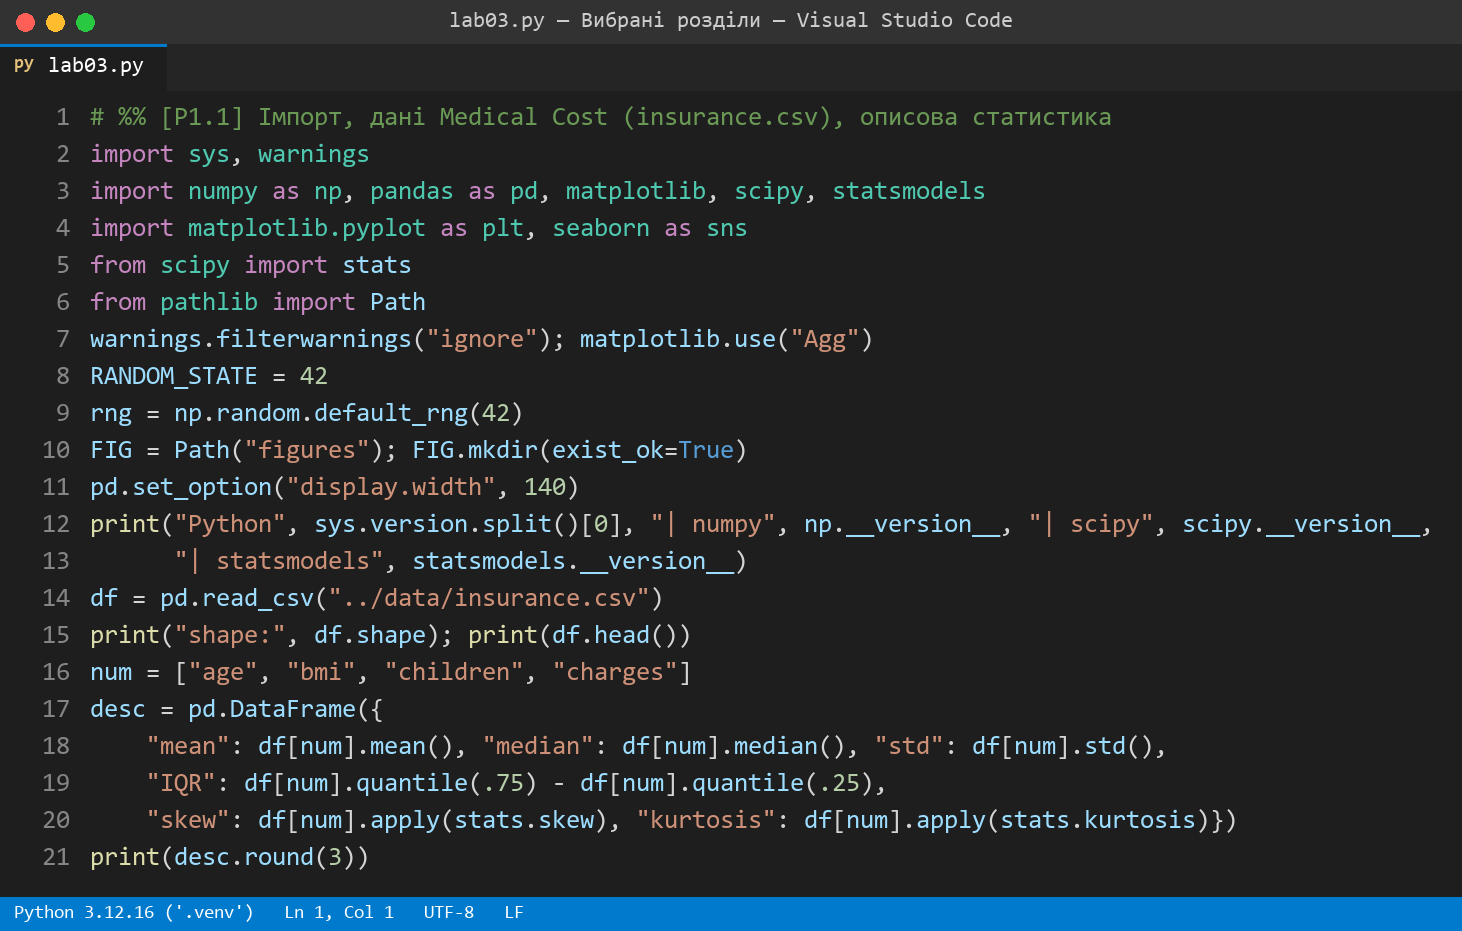 lab03.py — Вибрані розділи — Visual Studio Code
PY lab03.py
1 # %% [P1.1] Імпорт, дані Medical Cost (insurance.csv), описова статистика
2 import sys, warnings
3 import numpy as np, pandas as pd, matplotlib, scipy, statsmodels
4 import matplotlib.pyplot as plt, seaborn as sns
5 from scipy import stats
6 from pathlib import Path
7 warnings.filterwarnings("ignore"); matplotlib.use("Agg")
8 RANDOM_STATE = 42
9 rng = np.random.default_rng(42)
10 FIG = Path("figures"); FIG.mkdir(exist_ok=True)
11 pd.set_option("display.width", 140)
12 print("Python", sys.version.split()[0], "| numpy", np.__version__, "| scipy", scipy.__version__,
13       "| statsmodels", statsmodels.__version__)
14 df = pd.read_csv("../data/insurance.csv")
15 print("shape:", df.shape); print(df.head())
16 num = ["age", "bmi", "children", "charges"]
17 desc = pd.DataFrame({
18     "mean": df[num].mean(), "median": df[num].median(), "std": df[num].std(),
19     "IQR": df[num].quantile(.75) - df[num].quantile(.25),
20     "skew": df[num].apply(stats.skew), "kurtosis": df[num].apply(stats.kurtosis)})
21 print(desc.round(3))
Python 3.12.16 ('.venv') Ln 1, Col 1 UTF-8 LF